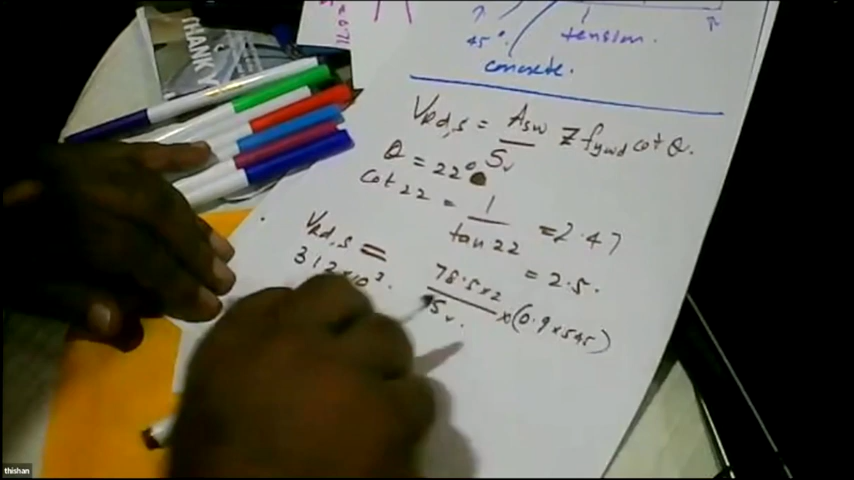 THANK Y
45°
tension.
concrete.
VRd,s = Asw/Sv Z fywd cot θ.
θ = 22°
Cot 22 = 1/tan 22 = 2.47
= 2.5.
VRd,s =
312×10³. 78.5×2/Sv. ×(0.9×545)
thishan